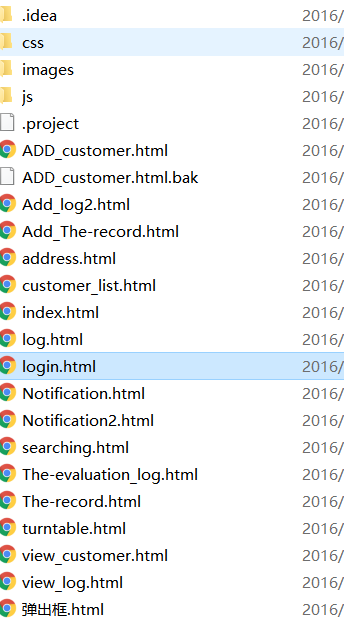 .idea 2016/
css 2016/
images 2016/
js 2016/
.project 2016/
ADD_customer.html 2016/
ADD_customer.html.bak 2016/
Add_log2.html 2016/
Add_The-record.html 2016/
address.html 2016/
customer_list.html 2016/
index.html 2016/
log.html 2016/
login.html 2016/
Notification.html 2016/
Notification2.html 2016/
searching.html 2016/
The-evaluation_log.html 2016/
The-record.html 2016/
turntable.html 2016/
view_customer.html 2016/
view_log.html 2016/
弹出框.html 2016/